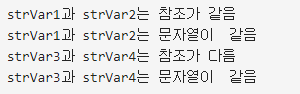 strVar1과 strVar2는 참조가 같음
strVar1과 strVar2는 문자열이  같음
strVar3과 strVar4는 참조가 다름
strVar3과 strVar4는 문자열이  같음